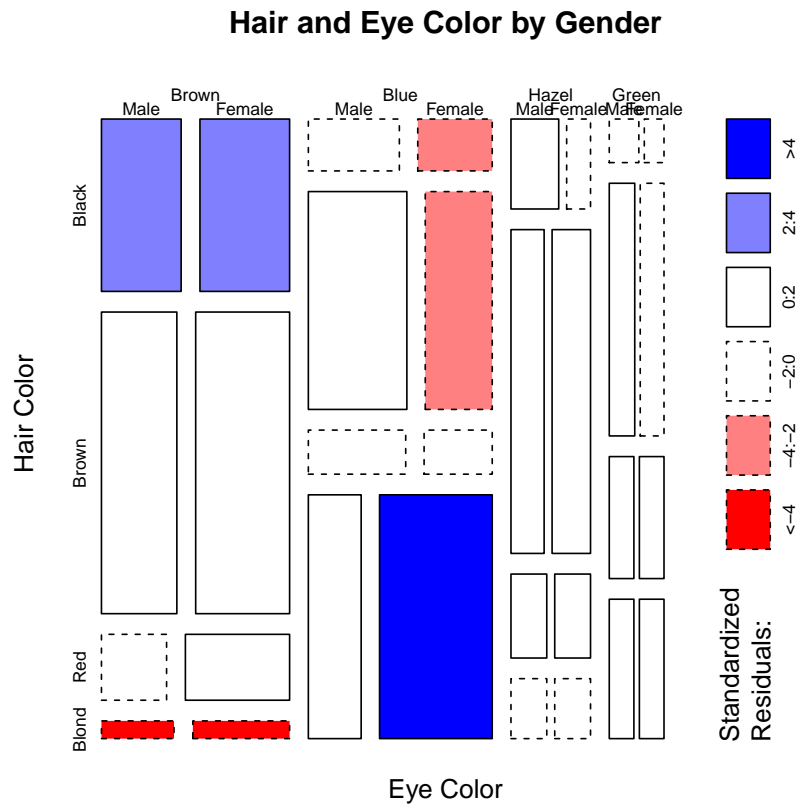 Hair and Eye Color by Gender
Brown Blue Hazel Green
Male Female Male Female Male Female Male Female
Black
Brown
Red
Blond
Hair Color
Eye Color
>4
2:4
0:2
−2:0
−4:−2
<−4
Standardized
Residuals: